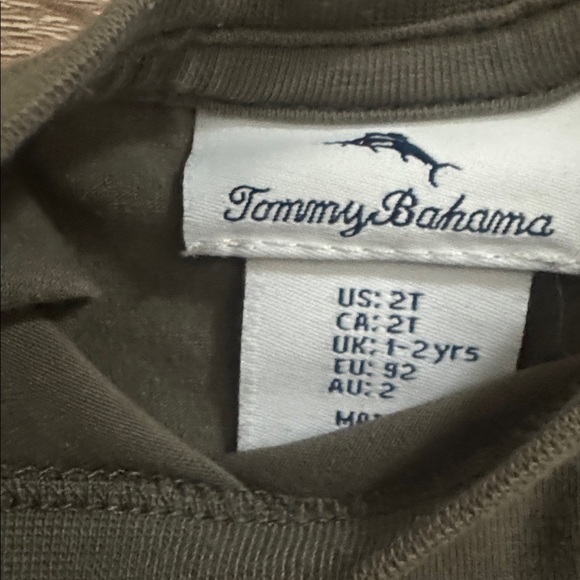 Tommy Bahama
US: 2T
CA: 2T
UK: 1-2 yrs
EU: 92
AU: 2